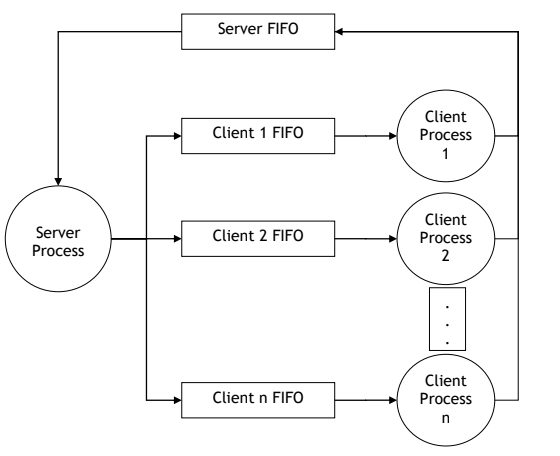 Server FIFO
Client 1 FIFO
Client
Process
1
Server
Process
Client 2 FIFO
Client
Process
2
.
.
.
Client n FIFO
Client
Process
n